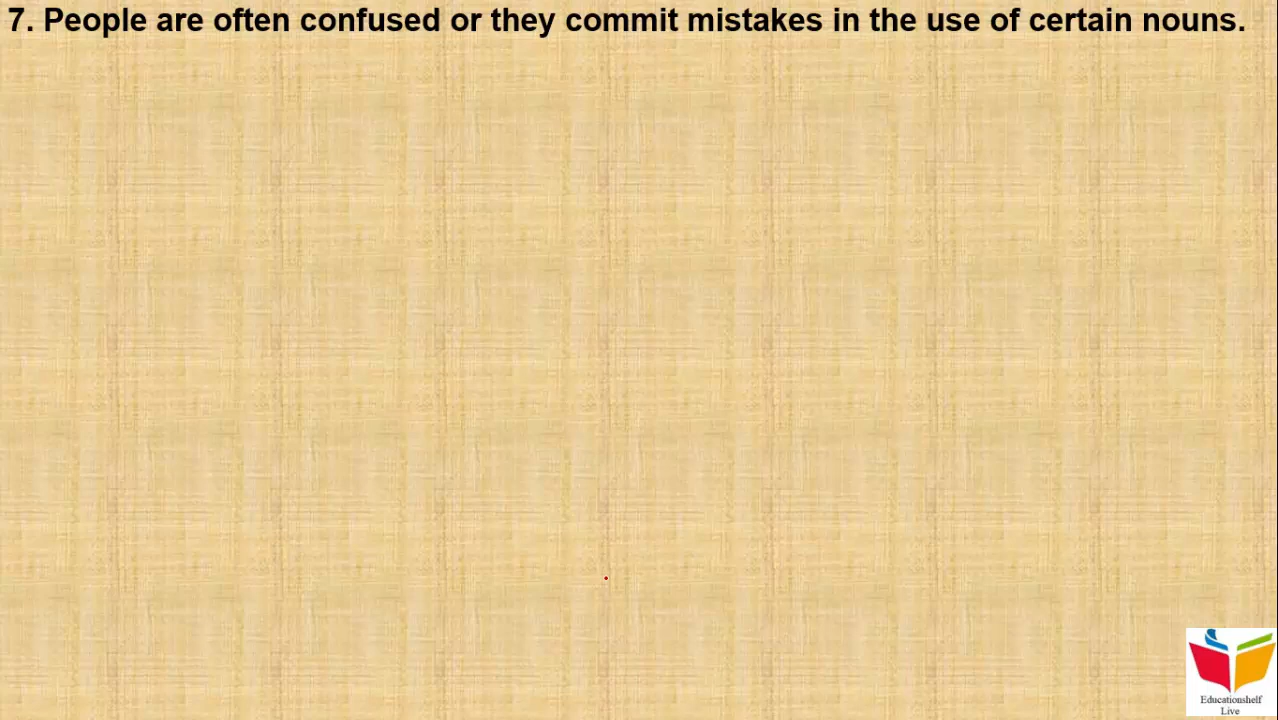 7. People are often confused or they commit mistakes in the use of certain nouns.
Educationshelf
Live